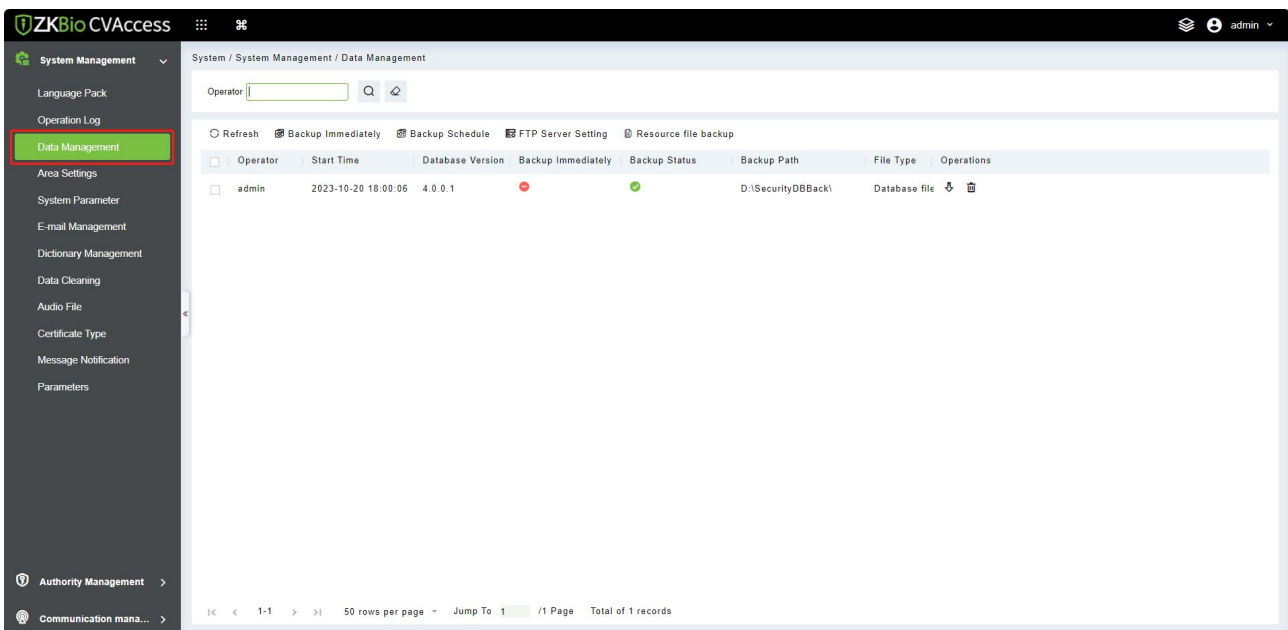 ZKBio CVAccess
admin
System Management
Language Pack
Operation Log
Data Management
Area Settings
System Parameter
E-mail Management
Dictionary Management
Data Cleaning
Audio File
Certificate Type
Message Notification
Parameters
Authority Management
Communication mana...
System / System Management / Data Management
Operator
Refresh Backup Immediately Backup Schedule FTP Server Setting Resource file backup
Operator Start Time Database Version Backup Immediately Backup Status Backup Path File Type Operations
admin 2023-10-20 18:00:06 4.0.0.1 D:\SecurityDBBack\ Database file
1-1 50 rows per page Jump To 1 /1 Page Total of 1 records